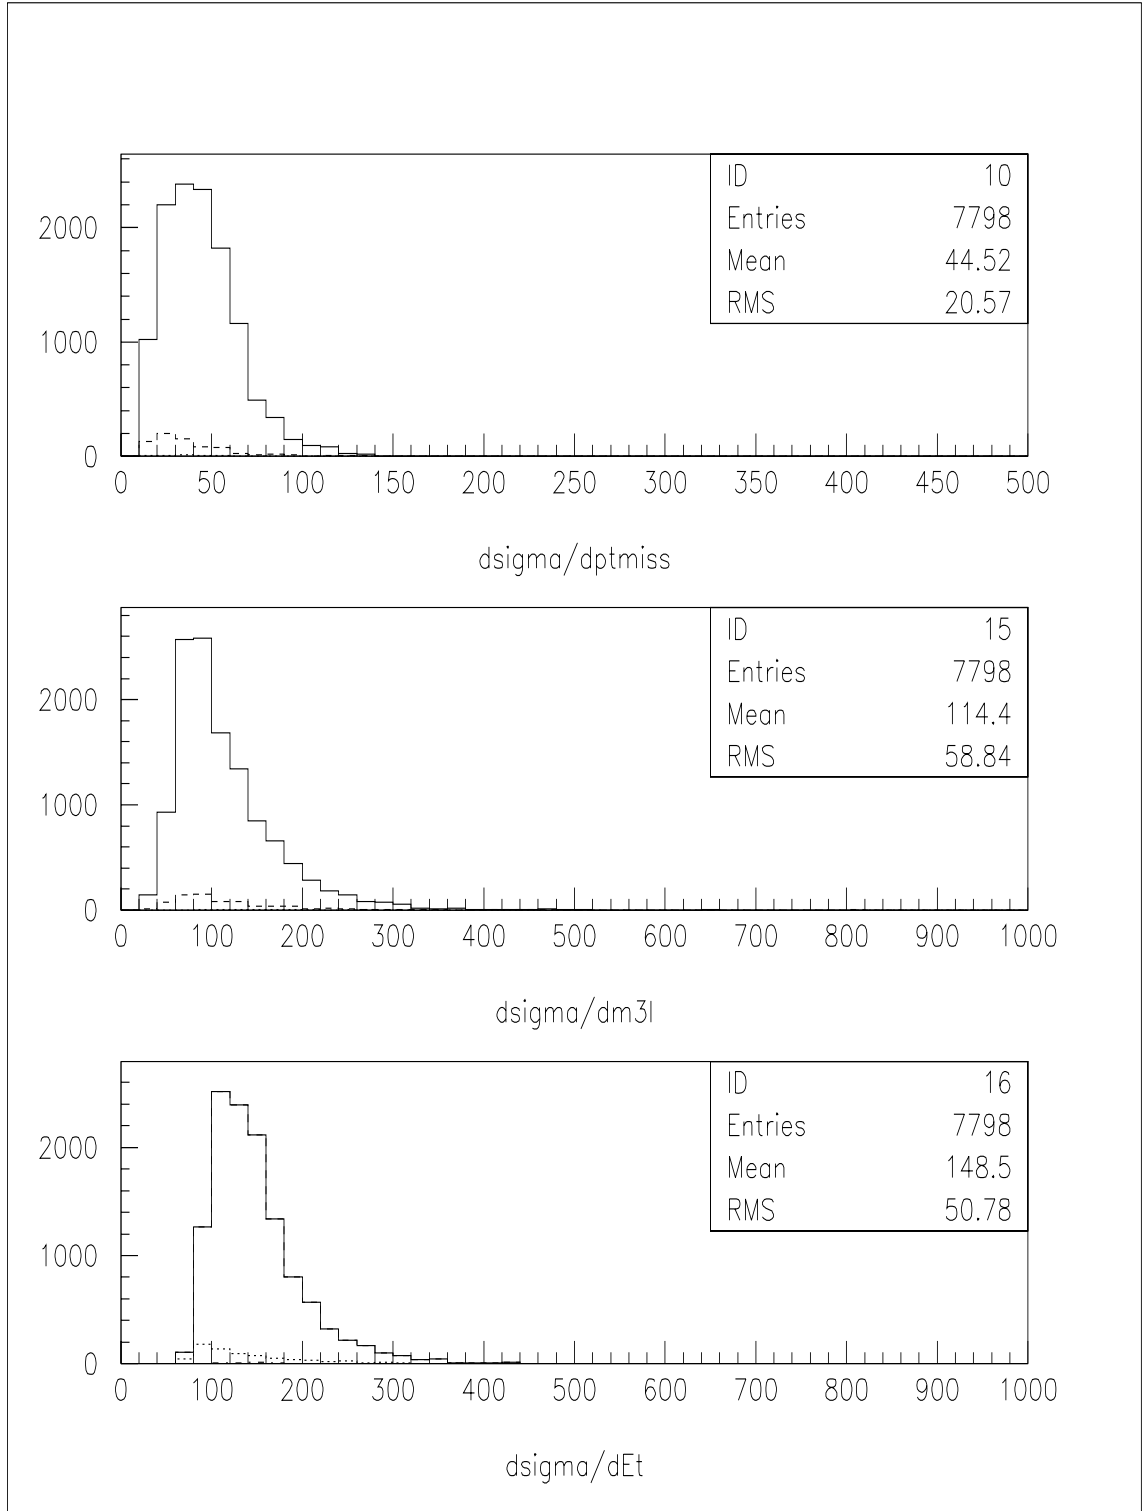 ID 10
Entries 7798
Mean 44.52
RMS 20.57
2000
1000
0
0 50 100 150 200 250 300 350 400 450 500
dsigma/dptmiss
ID 15
Entries 7798
Mean 114.4
RMS 58.84
2000
1000
0
0 100 200 300 400 500 600 700 800 900 1000
dsigma/dm3l
ID 16
Entries 7798
Mean 148.5
RMS 50.78
2000
1000
0
0 100 200 300 400 500 600 700 800 900 1000
dsigma/dEt